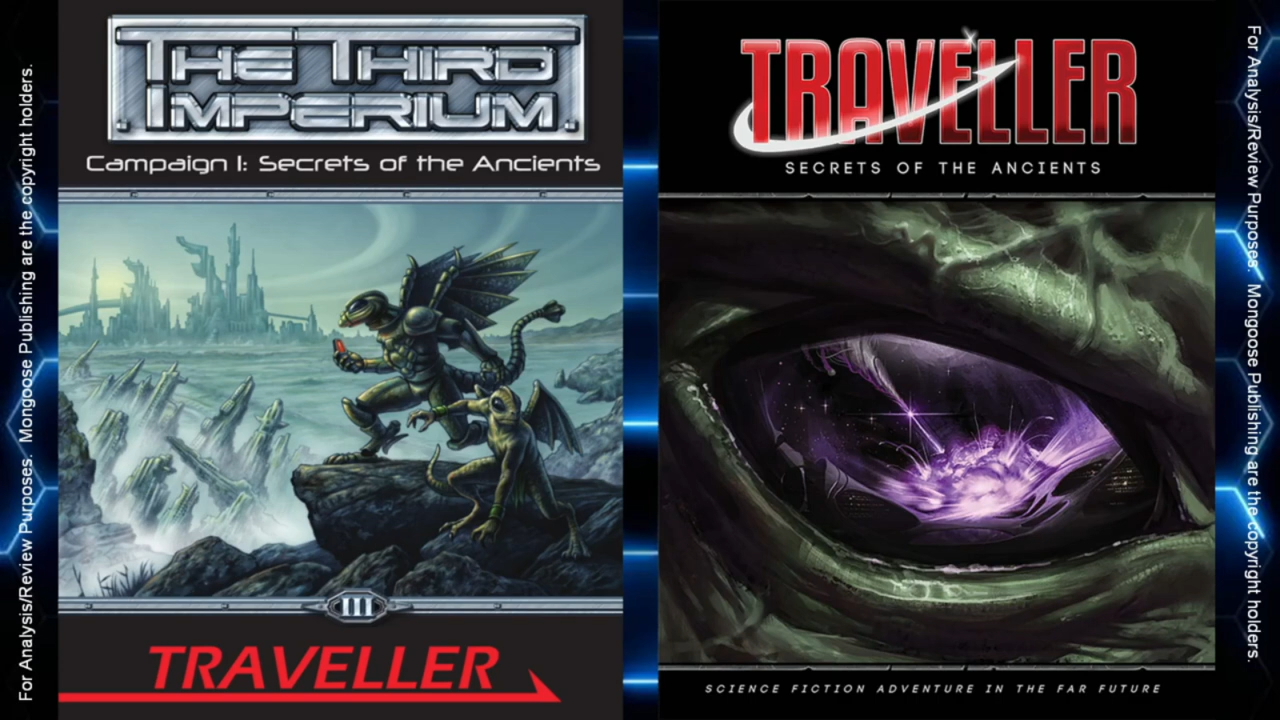 For Analysis/Review Purposes. Mongoose Publishing are the copyright holders.
THE THIRD
IMPERIUM
Campaign I: Secrets of the Ancients
III
TRAVELLER
TRAVELLER
SECRETS OF THE ANCIENTS
SCIENCE FICTION ADVENTURE IN THE FAR FUTURE
For Analysis/Review Purposes. Mongoose Publishing are the copyright holders.